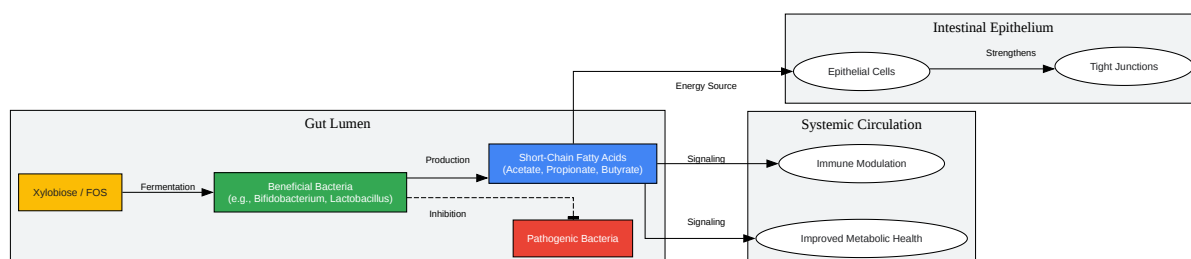 Intestinal Epithelium
Strengthens
Epithelial Cells
Tight Junctions
Energy Source
Gut Lumen
Systemic Circulation
Production
Short-Chain Fatty Acids
(Acetate, Propionate, Butyrate)
Signaling
Immune Modulation
Xylobiose / FOS
Fermentation
Beneficial Bacteria
(e.g., Bifidobacterium, Lactobacillus)
Inhibition
Signaling
Pathogenic Bacteria
Improved Metabolic Health